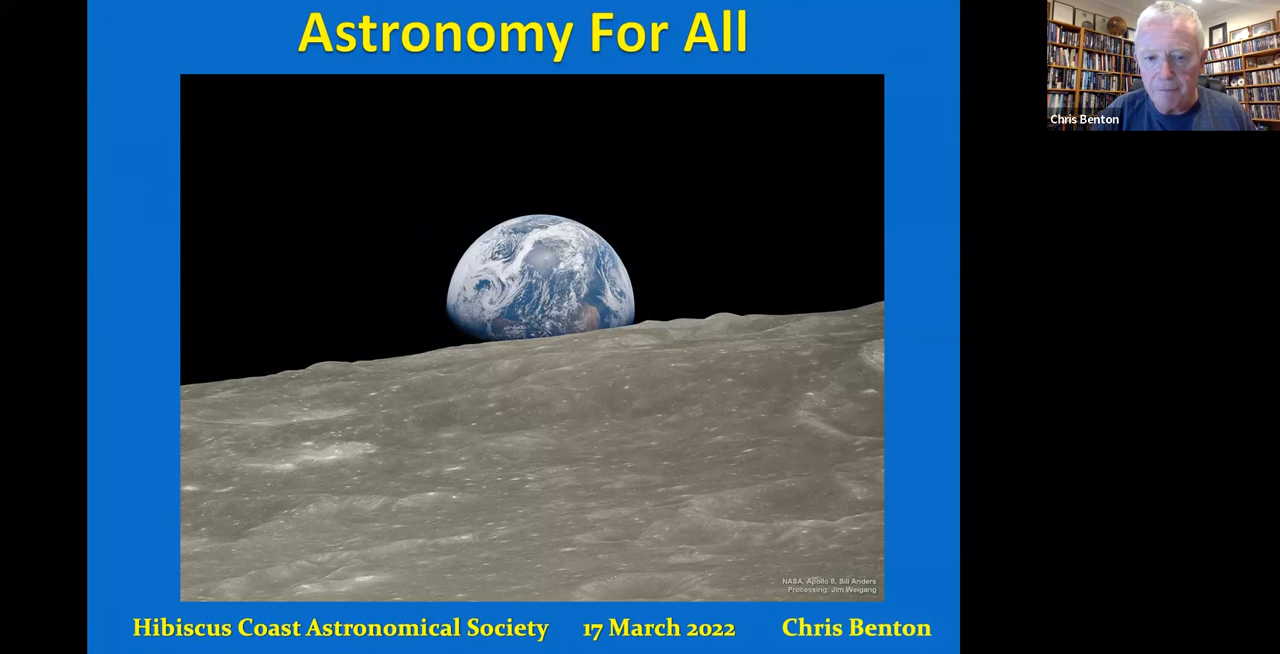 Astronomy For All
Chris Benton
NASA, Apollo 8, Bill Anders
Processing: Jim Weigang
Hibiscus Coast Astronomical Society 17 March 2022 Chris Benton